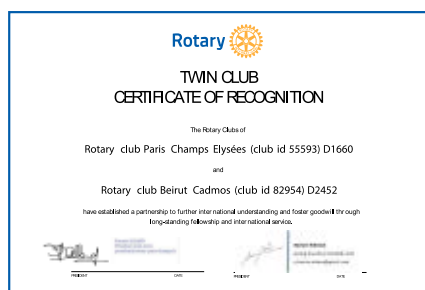 Rotary
TWIN CLUB
CERTIFICATE OF RECOGNITION
The Rotary Clubs of
Rotary club Paris Champs Elysées (club id 55593) D1660
and
Rotary club Beirut Cadmos (club id 82954) D2452
have established a partnership to further international understanding and foster goodwill through
long-standing fellowship and international service.
PRESIDENT DATE PRESIDENT DATE